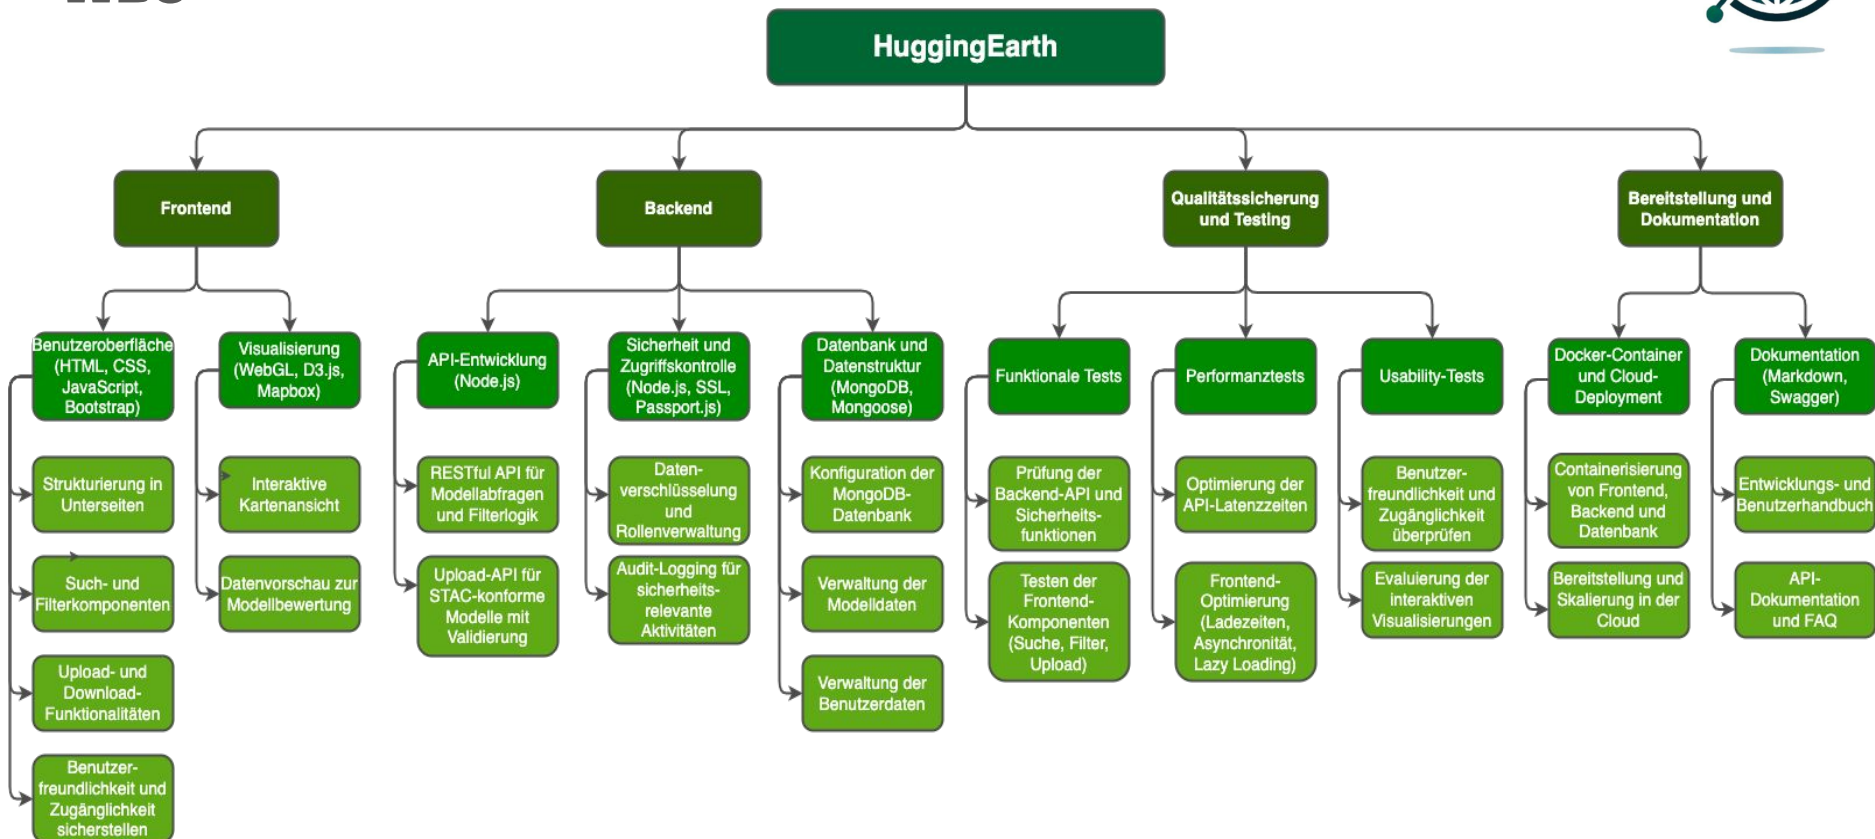 WBS
HuggingEarth
Frontend
Backend
Qualitätssicherung
und Testing
Bereitstellung und
Dokumentation
Benutzeroberfläche
(HTML, CSS,
JavaScript,
Bootstrap)
Visualisierung
(WebGL, D3.js,
Mapbox)
API-Entwicklung
(Node.js)
Sicherheit und
Zugriffskontrolle
(Node.js, SSL,
Passport.js)
Datenbank und
Datenstruktur
(MongoDB,
Mongoose)
Funktionale Tests
Performanztests
Usability-Tests
Docker-Container
und Cloud-
Deployment
Dokumentation
(Markdown,
Swagger)
Strukturierung in
Unterseiten
Interaktive
Kartenansicht
RESTful API für
Modellabfragen
und Filterlogik
Daten-
verschlüsselung
und
Rollenverwaltung
Konfiguration der
MongoDB-
Datenbank
Prüfung der
Backend-API und
Sicherheits-
funktionen
Optimierung der
API-Latenzzeiten
Benutzer-
freundlichkeit und
Zugänglichkeit
überprüfen
Containerisierung
von Frontend,
Backend und
Datenbank
Entwicklungs- und
Benutzerhandbuch
Such- und
Filterkomponenten
Datenvorschau zur
Modellbewertung
Upload-API für
STAC-konforme
Modelle mit
Validierung
Audit-Logging für
sicherheits-
relevante
Aktivitäten
Verwaltung der
Modelldaten
Testen der
Frontend-
Komponenten
(Suche, Filter,
Upload)
Frontend-
Optimierung
(Ladezeiten,
Asynchronität,
Lazy Loading)
Evaluierung der
interaktiven
Visualisierungen
Bereitstellung und
Skalierung in der
Cloud
API-
Dokumentation
und FAQ
Upload- und
Download-
Funktionalitäten
Verwaltung der
Benutzerdaten
Benutzer-
freundlichkeit und
Zugänglichkeit
sicherstellen